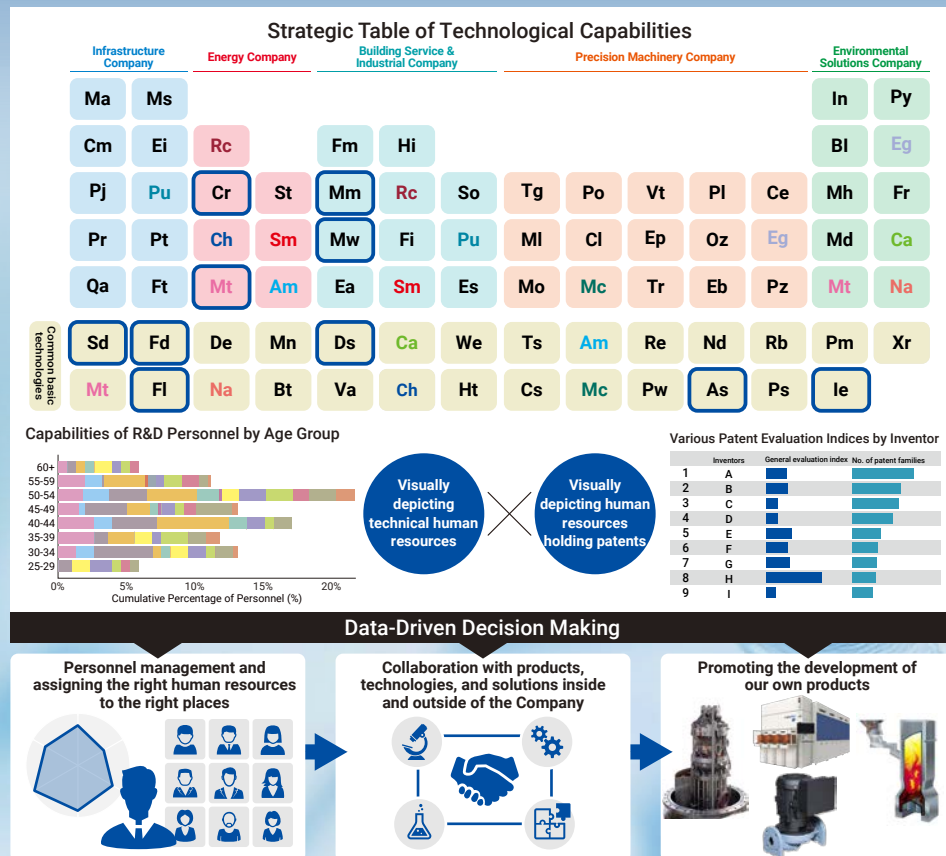 Strategic Table of Technological Capabilities
Infrastructure
Company
Energy Company
Building Service &
Industrial Company
Precision Machinery Company
Environmental
Solutions Company
Ma Ms In Py
Cm Ei Rc Fm Hi Bl Eg
Pj Pu Cr St Mm Rc So Tg Po Vt Pl Ce Mh Fr
Pr Pt Ch Sm Mw Fi Pu Ml Cl Ep Oz Eg Md Ca
Qa Ft Mt Am Ea Sm Es Mo Mc Tr Eb Pz Mt Na
Common basic
technologies
Sd Fd De Mn Ds Ca We Ts Am Re Nd Rb Pm Xr
Mt Fl Na Bt Va Ch Ht Cs Mc Pw As Ps Ie
Capabilities of R&D Personnel by Age Group
60+
55-59
50-54
45-49
40-44
35-39
30-34
25-29
0% 5% 10% 15% 20%
Cumulative Percentage of Personnel (%)
Visually
depicting
technical human
resources
Visually
depicting human
resources
holding patents
Various Patent Evaluation Indices by Inventor
Inventors General evaluation index No. of patent families
1 A
2 B
3 C
4 D
5 E
6 F
7 G
8 H
9 I
Data-Driven Decision Making
Personnel management and
assigning the right human resources
to the right places
Collaboration with products,
technologies, and solutions inside
and outside of the Company
Promoting the development of
our own products